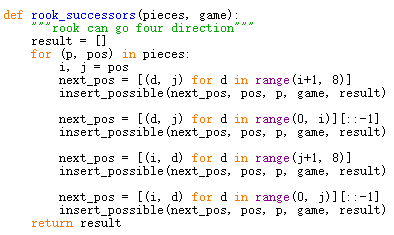 def rook_successors(pieces, game):
    """rook can go four direction"""
    result = []
    for (p, pos) in pieces:
        i, j = pos
        next_pos = [(d, j) for d in range(i+1, 8)]
        insert_possible(next_pos, pos, p, game, result)

        next_pos = [(d, j) for d in range(0, i)][::-1]
        insert_possible(next_pos, pos, p, game, result)

        next_pos = [(i, d) for d in range(j+1, 8)]
        insert_possible(next_pos, pos, p, game, result)

        next_pos = [(i, d) for d in range(0, j)][::-1]
        insert_possible(next_pos, pos, p, game, result)
    return result